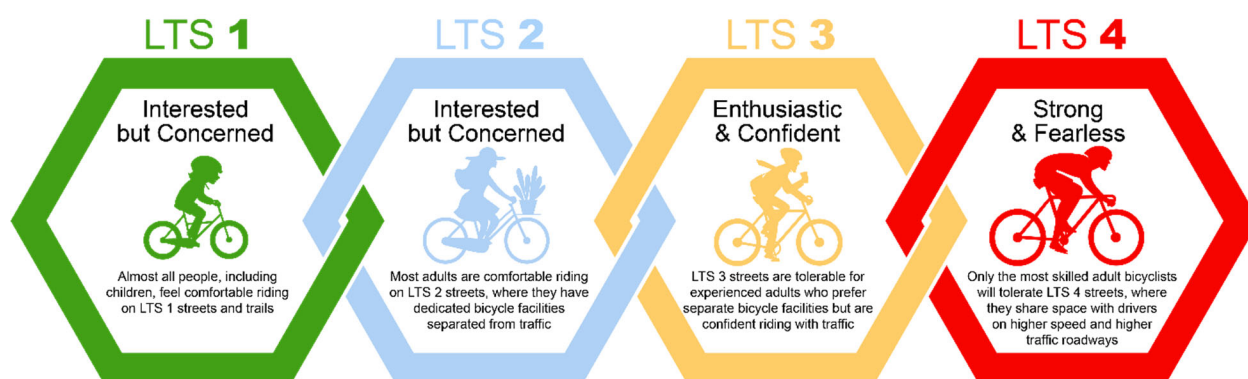 LTS 1
Interested
but Concerned
Almost all people, including
children, feel comfortable riding
on LTS 1 streets and trails
LTS 2
Interested
but Concerned
Most adults are comfortable riding
on LTS 2 streets, where they have
dedicated bicycle facilities
separated from traffic
LTS 3
Enthusiastic
& Confident
LTS 3 streets are tolerable for
experienced adults who prefer
separate bicycle facilities but are
confident riding with traffic
LTS 4
Strong
& Fearless
Only the most skilled adult bicyclists
will tolerate LTS 4 streets, where
they share space with drivers
on higher speed and higher
traffic roadways